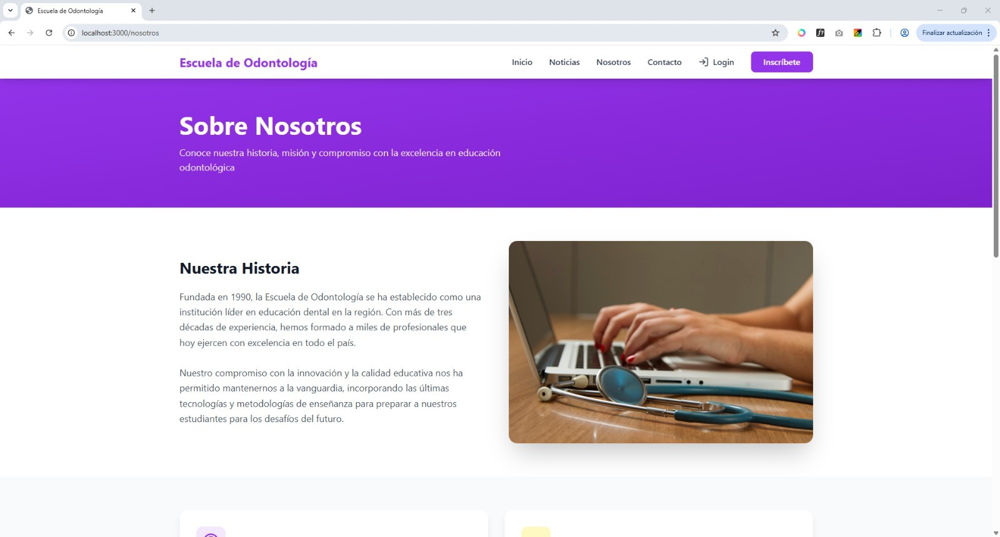 Escuela de Odontología
localhost:3000/nosotros
Finalizar actualización
Escuela de Odontología
Inicio
Noticias
Nosotros
Contacto
Login
Inscríbete
Sobre Nosotros
Conoce nuestra historia, misión y compromiso con la excelencia en educación
odontológica
Nuestra Historia
Fundada en 1990, la Escuela de Odontología se ha establecido como una
institución líder en educación dental en la región. Con más de tres
décadas de experiencia, hemos formado a miles de profesionales que
hoy ejercen con excelencia en todo el país.
Nuestro compromiso con la innovación y la calidad educativa nos ha
permitido mantenernos a la vanguardia, incorporando las últimas
tecnologías y metodologías de enseñanza para preparar a nuestros
estudiantes para los desafíos del futuro.